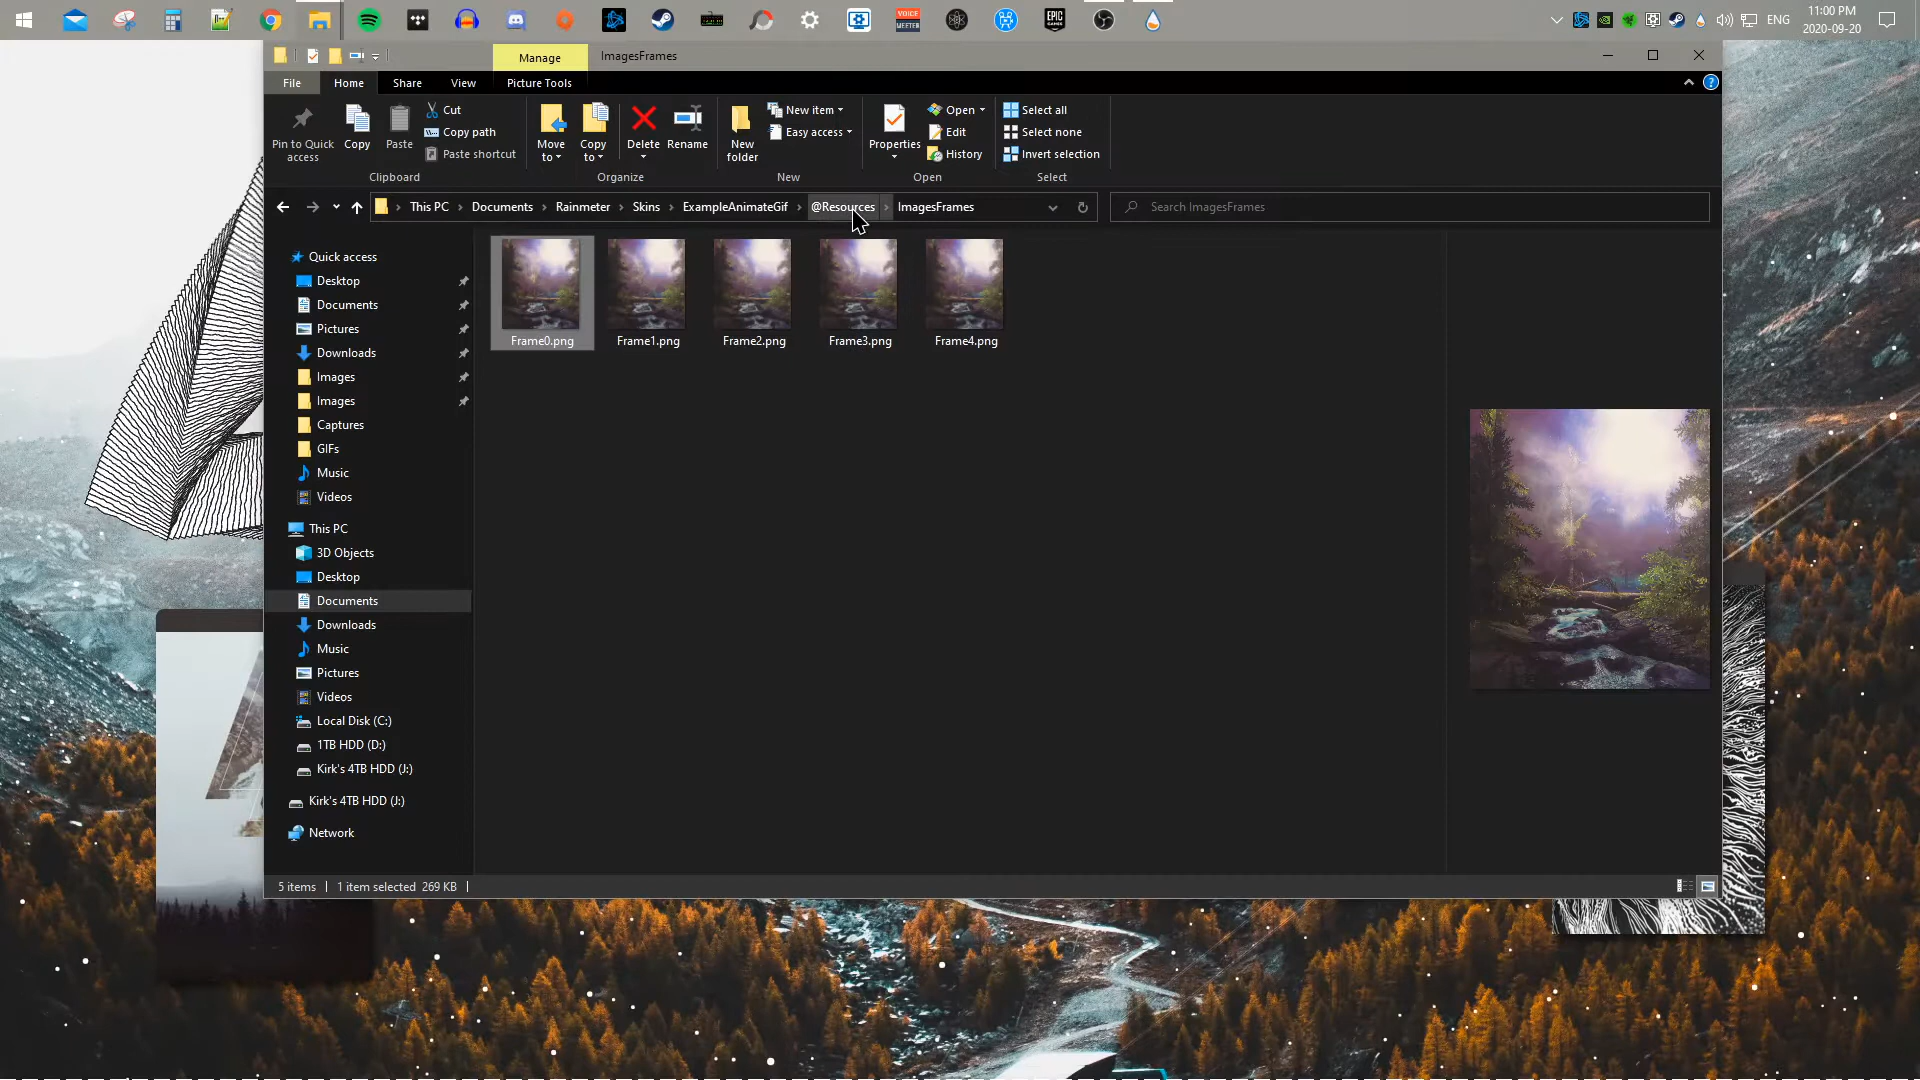 VOICE
MEETER
EPIC
GAMES
ENG
11:00 PM
2020-09-20
Manage
ImagesFrames
File
Home
Share
View
Picture Tools
Pin to Quick
access
Copy
Paste
Cut
Copy path
Paste shortcut
Clipboard
Move
to
Copy
to
Delete
Rename
Organize
New
folder
New item
Easy access
New
Properties
Open
Edit
History
Open
Select all
Select none
Invert selection
Select
This PC
Documents
Rainmeter
Skins
ExampleAnimateGif
@Resources
ImagesFrames
Search ImagesFrames
Quick access
Desktop
Documents
Pictures
Downloads
Images
Images
Captures
GIFs
Music
Videos
This PC
3D Objects
Desktop
Documents
Downloads
Music
Pictures
Videos
Local Disk (C:)
1TB HDD (D:)
Kirk's 4TB HDD (J:)
Kirk's 4TB HDD (J:)
Network
Frame0.png
Frame1.png
Frame2.png
Frame3.png
Frame4.png
5 items
1 item selected 269 KB